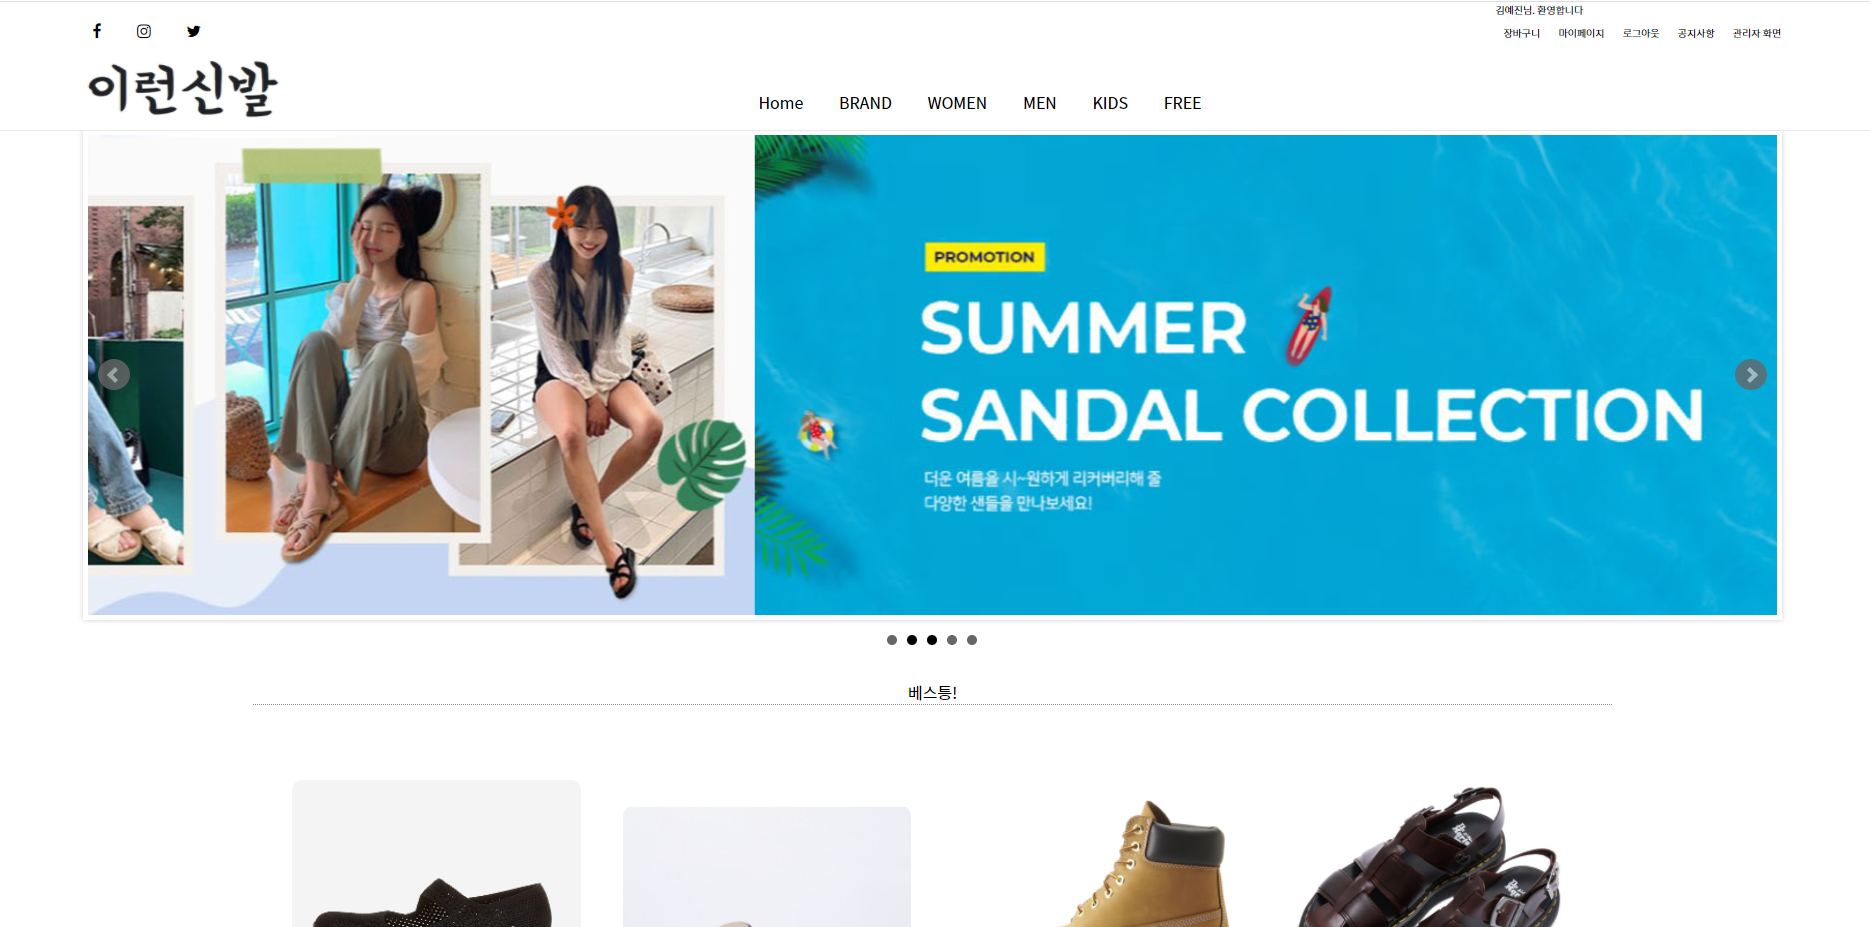 김예진님. 환영합니다
장바구니 마이페이지 로그아웃 공지사항 관리자 화면
이런신발
Home BRAND WOMEN MEN KIDS FREE
PROMOTION
SUMMER
SANDAL COLLECTION
더운 여름을 시~원하게 리커버리해 줄
다양한 샌들을 만나보세요!
베스틍!